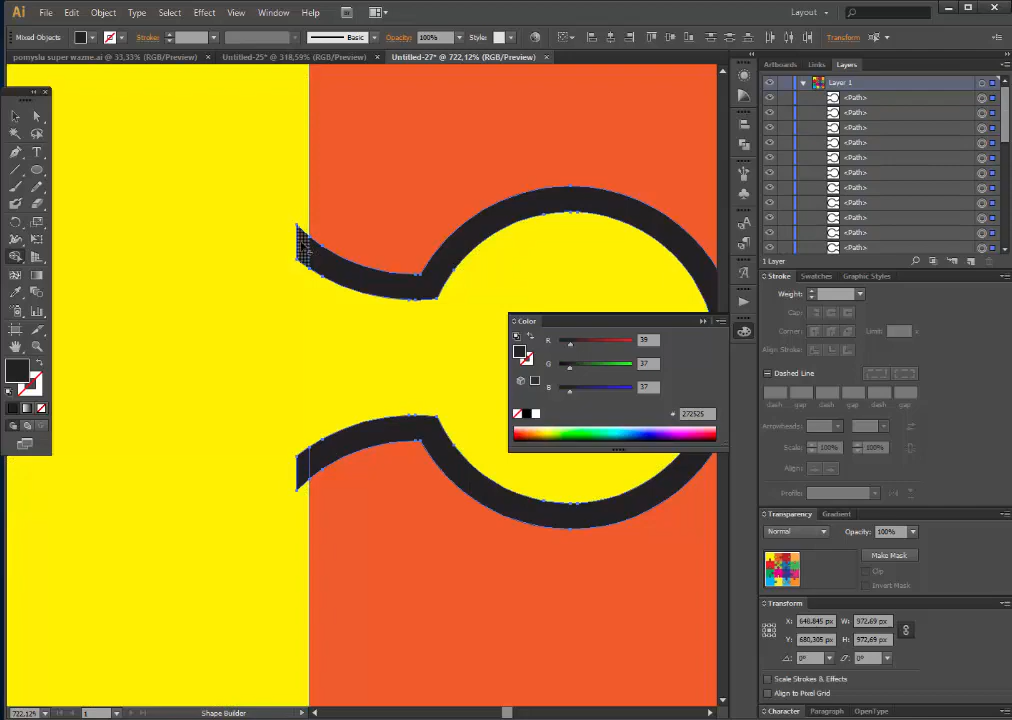 Ai File Edit Object Type Select Effect View Window Help Layout
Mixed Objects Stroke: Basic Opacity: 100% Style: Transform
pomyslu super wazne.ai @ 33,33% (RGB/Preview) × Untitled-25* @ 318,59% (RGB/Preview) × Untitled-27* @ 722,12% (RGB/Preview) ×
Artboards Links Layers
Layer 1
<Path>
<Path>
<Path>
<Path>
<Path>
<Path>
<Path>
<Path>
<Path>
<Path>
<Path>
1 Layer
Stroke Swatches Graphic Styles
Weight:
Cap:
Corner: Limit:
Align Stroke:
Dashed Line
dash gap dash gap dash gap
Arrowheads:
Scale: 100% 100%
Align:
Profile:
Color
R 39
G 37
B 37
# 272525
Transparency Gradient
Normal Opacity: 100%
Make Mask
Clip
Invert Mask
Transform
X: 648,845 px W: 972,69 px
Y: 680,305 px H: 972,69 px
0° 0°
Scale Strokes & Effects
Align to Pixel Grid
Character Paragraph OpenType
722,12% 1 Shape Builder